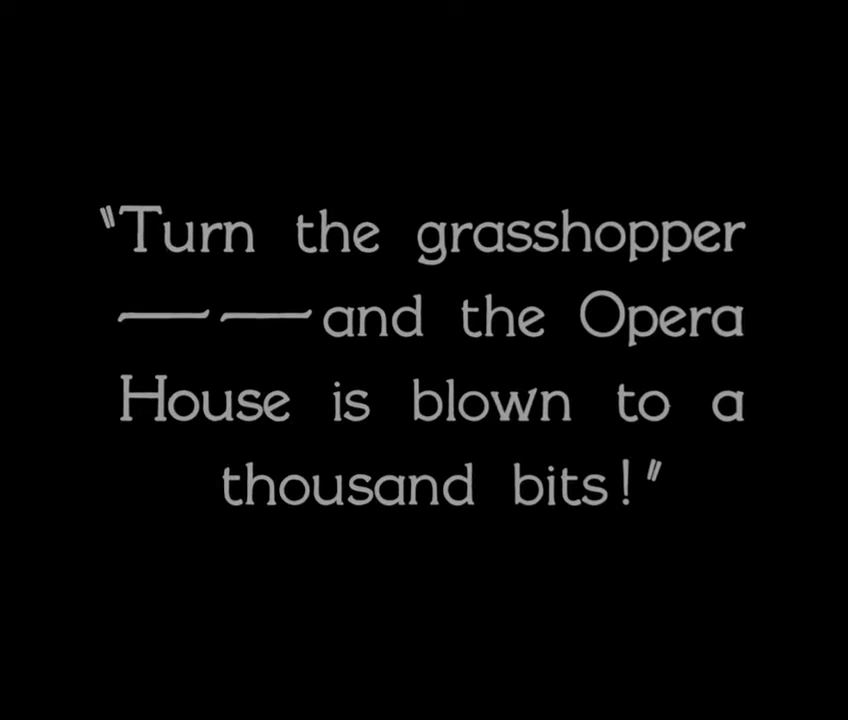 "Turn the grasshopper
——and the Opera
House is blown to a
thousand bits!"